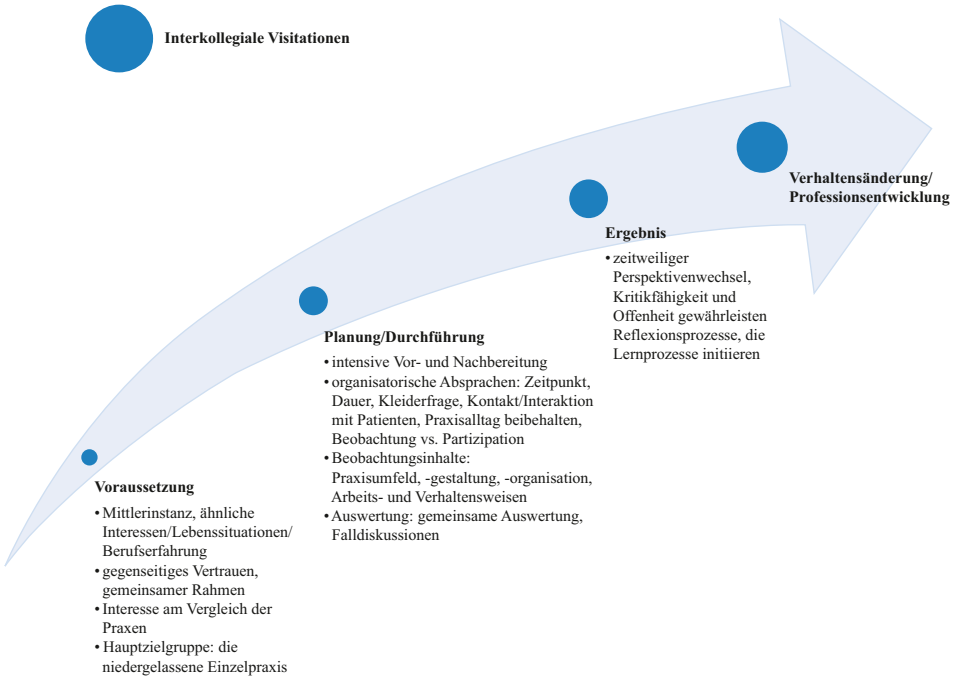 Interkollegiale Visitationen
Verhaltensänderung/
Professionsentwicklung
Ergebnis
• zeitweiliger
Perspektivenwechsel,
Kritikfähigkeit und
Offenheit gewährleisten
Reflexionsprozesse, die
Lernprozesse initiieren
Planung/Durchführung
• intensive Vor- und Nachbereitung
• organisatorische Absprachen: Zeitpunkt,
Dauer, Kleiderfrage, Kontakt/Interaktion
mit Patienten, Praxisalltag beibehalten,
Beobachtung vs. Partizipation
• Beobachtungsinhalte:
Praxisumfeld, -gestaltung, -organisation,
Arbeits- und Verhaltensweisen
• Auswertung: gemeinsame Auswertung,
Falldiskussionen
Voraussetzung
• Mittlerinstanz, ähnliche
Interessen/Lebenssituationen/
Berufserfahrung
• gegenseitiges Vertrauen,
gemeinsamer Rahmen
• Interesse am Vergleich der
Praxen
• Hauptzielgruppe: die
niedergelassene Einzelpraxis